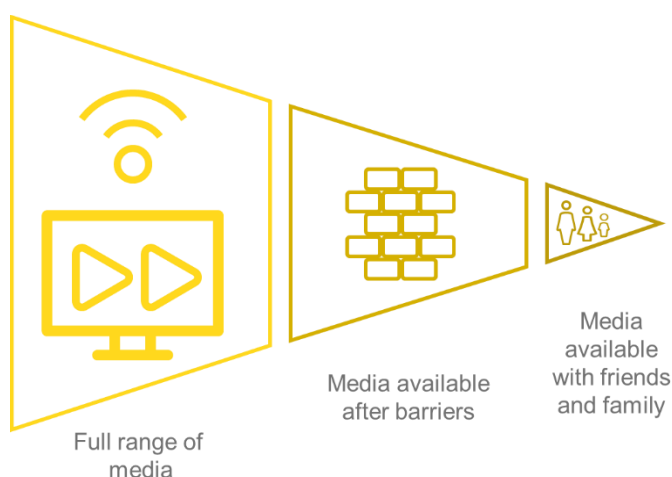 Full range of
media
Media available
after barriers
Media
available
with friends
and family